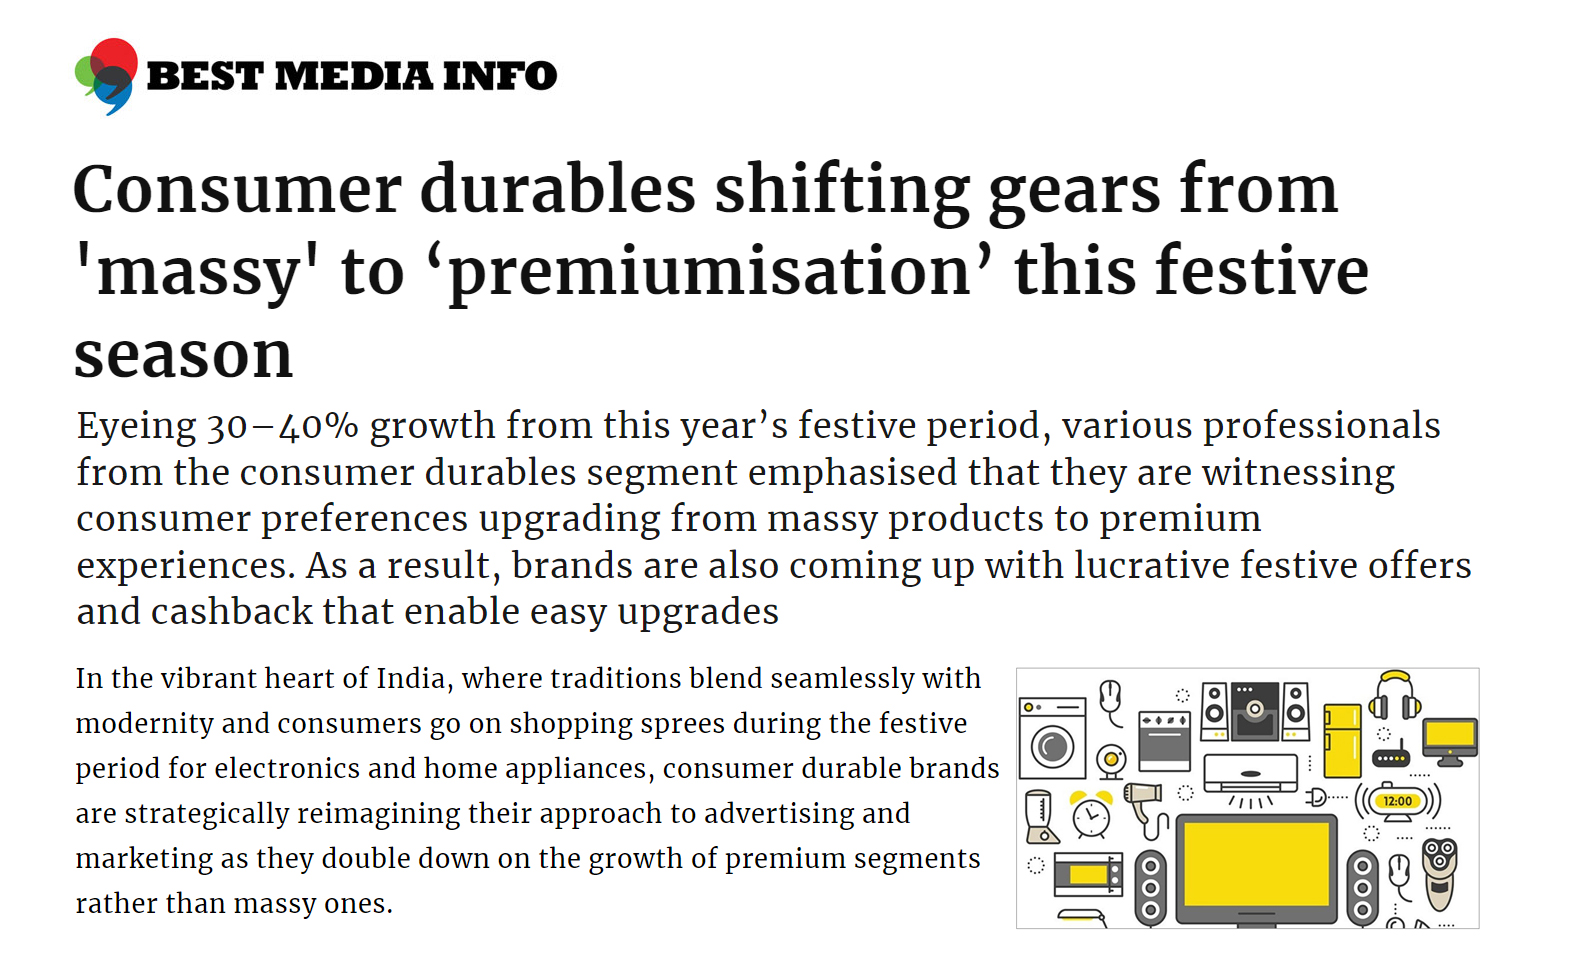 BEST MEDIA INFO
Consumer durables shifting gears from
'massy' to ‘premiumisation’ this festive
season
Eyeing 30–40% growth from this year’s festive period, various professionals
from the consumer durables segment emphasised that they are witnessing
consumer preferences upgrading from massy products to premium
experiences. As a result, brands are also coming up with lucrative festive offers
and cashback that enable easy upgrades
In the vibrant heart of India, where traditions blend seamlessly with
modernity and consumers go on shopping sprees during the festive
period for electronics and home appliances, consumer durable brands
are strategically reimagining their approach to advertising and
marketing as they double down on the growth of premium segments
rather than massy ones.
12:00